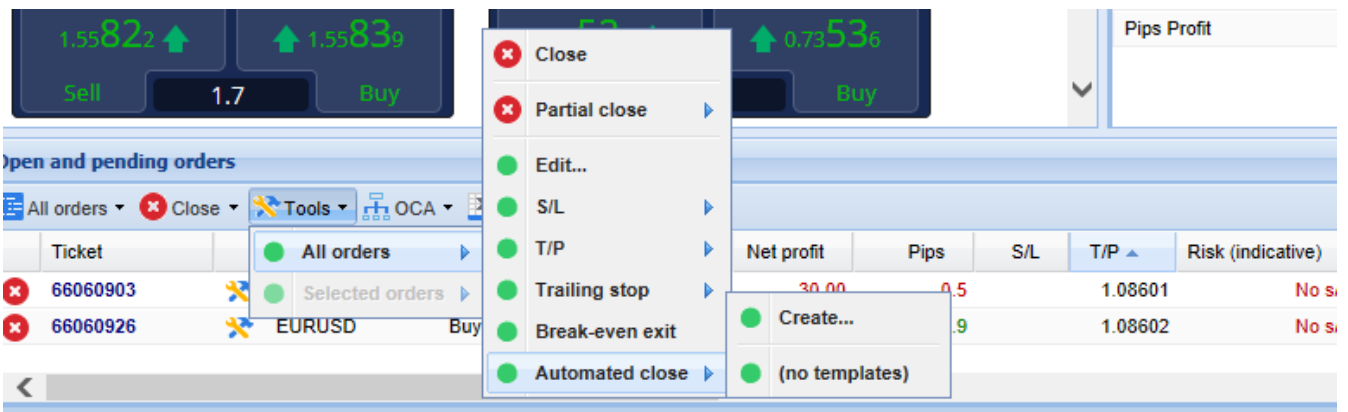 1.55822 1.55839 0.73536
Sell 1.7 Buy Buy
Pips Profit
Close
Partial close
Edit...
S/L
T/P
Trailing stop
Break-even exit
Automated close
Create...
(no templates)
Open and pending orders
All orders Close Tools OCA
All orders
Selected orders
Ticket Net profit Pips S/L T/P Risk (indicative)
66060903 30.00 0.5 1.08601 No
66060926 EURUSD Buy .9 1.08602 No